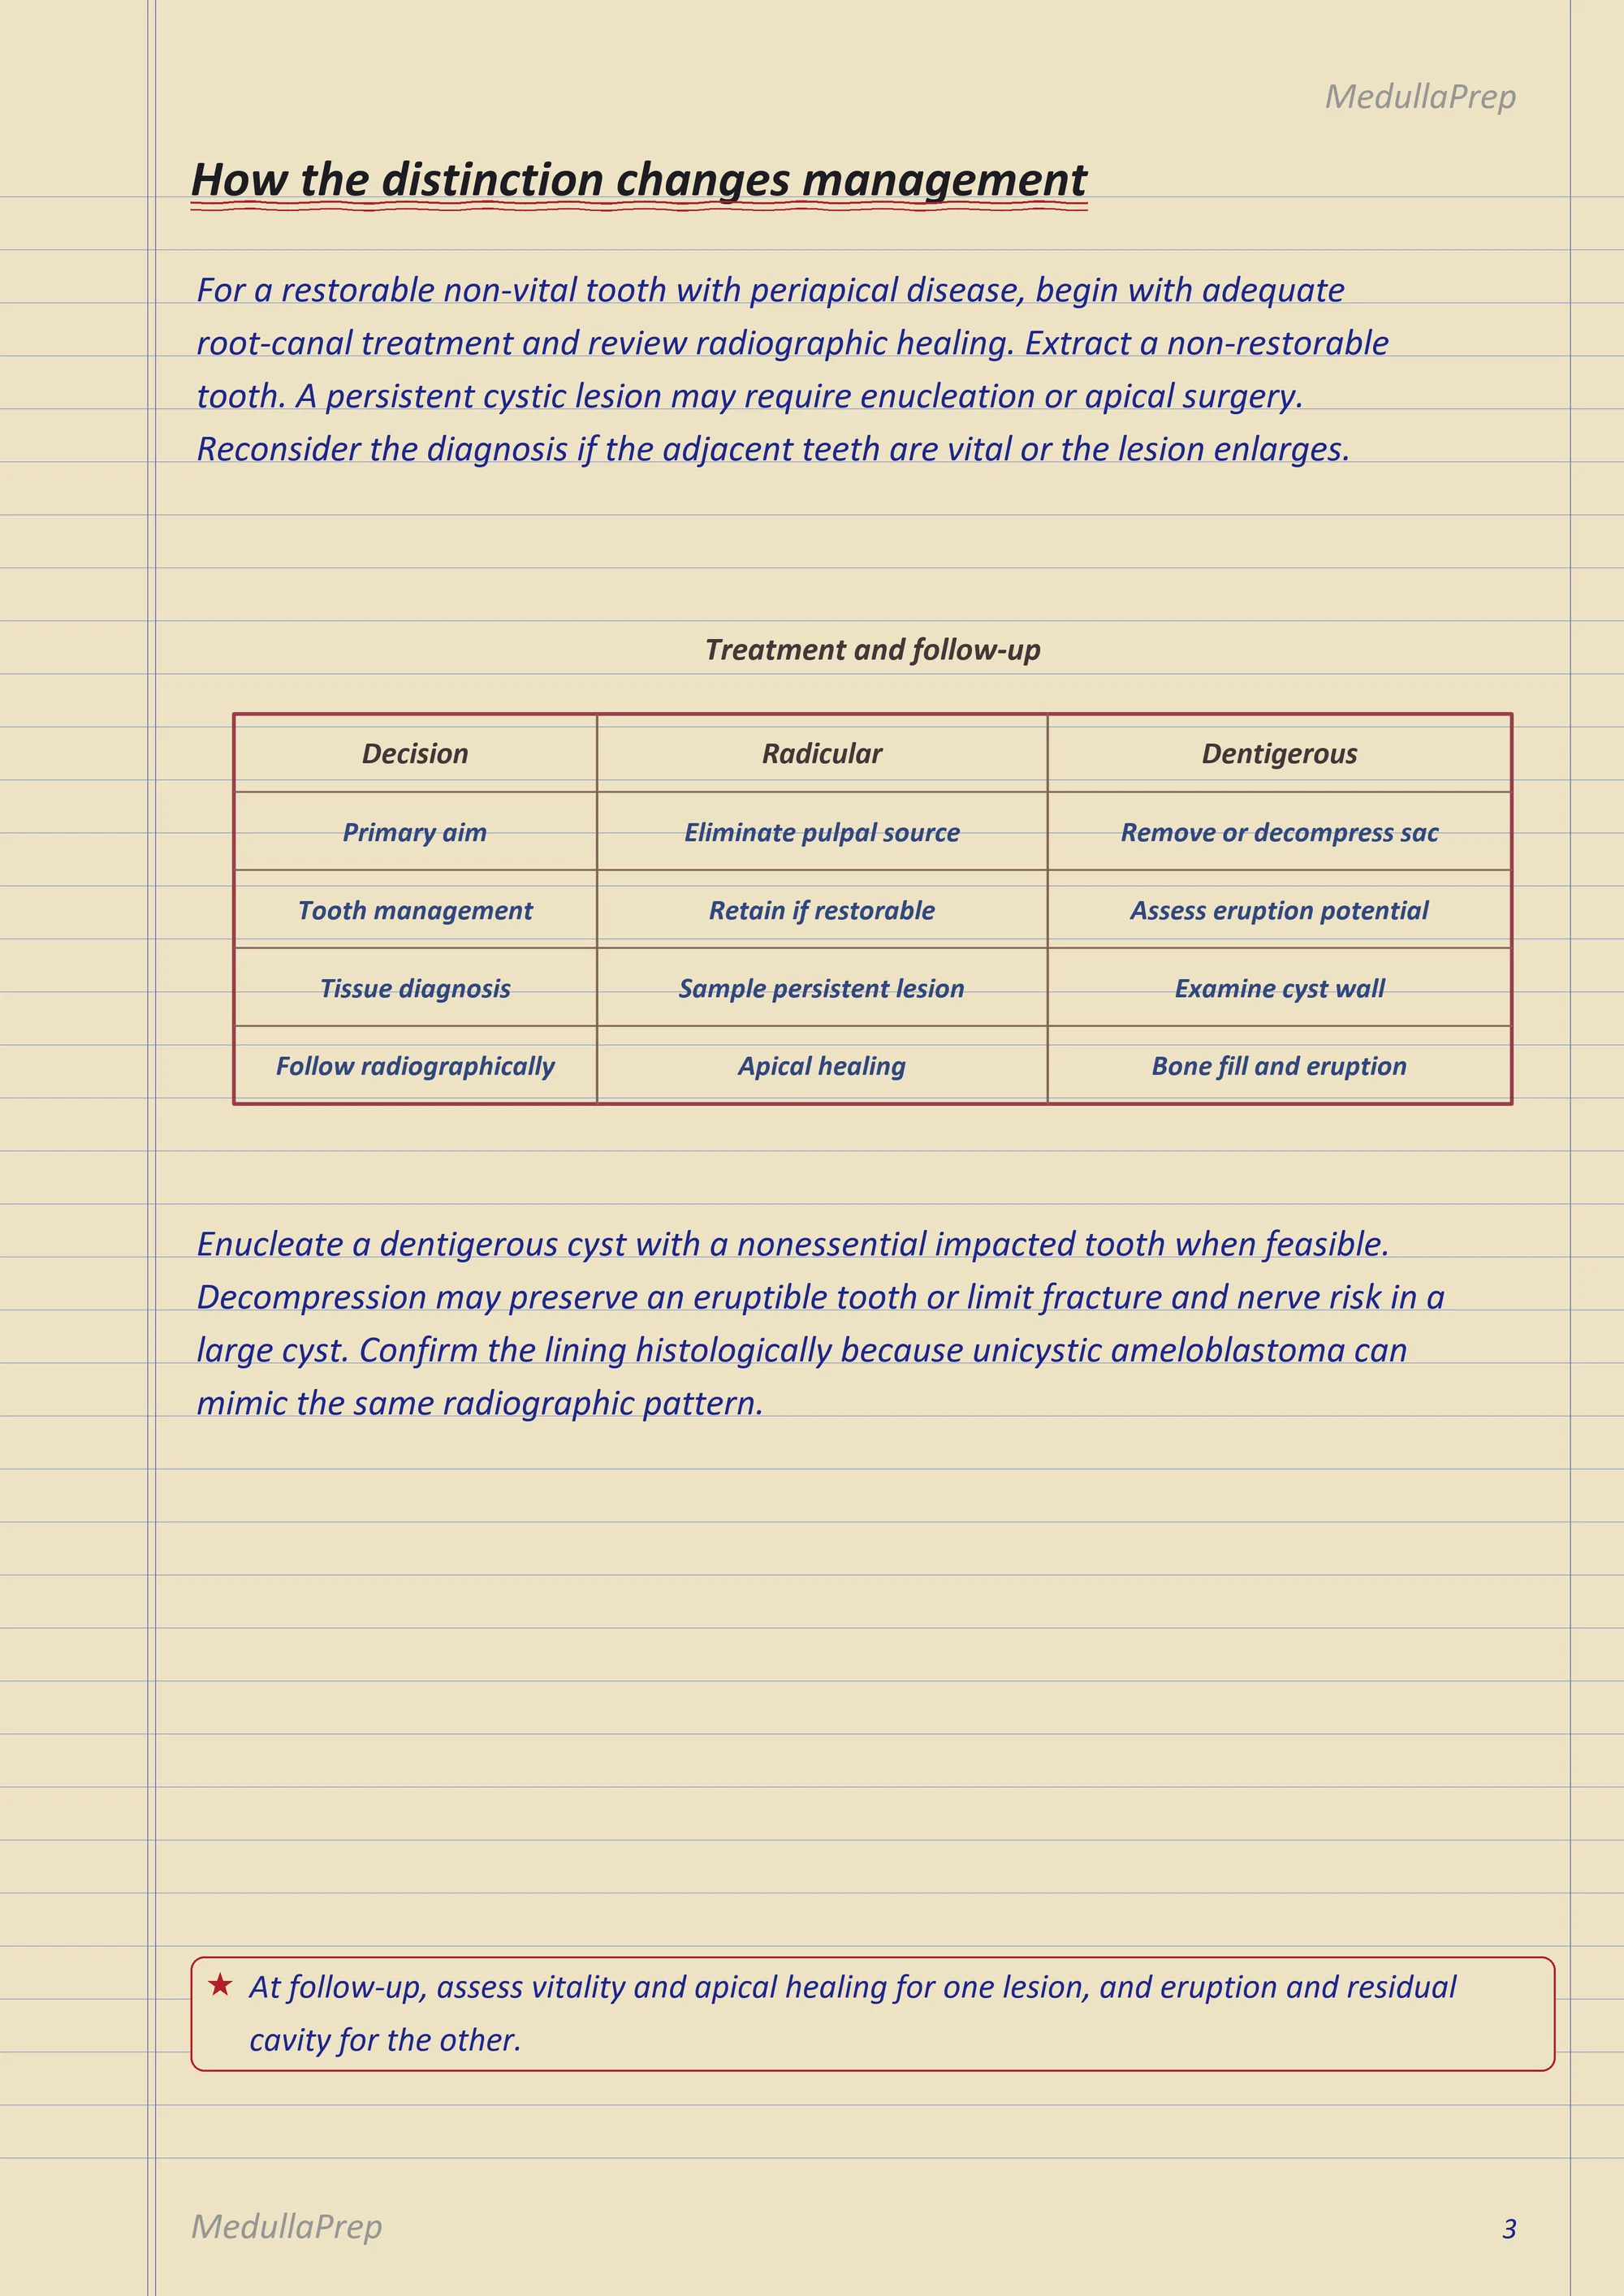 MedullaPrep
How the distinction changes management
For a restorable non-vital tooth with periapical disease, begin with adequate
root-canal treatment and review radiographic healing. Extract a non-restorable
tooth. A persistent cystic lesion may require enucleation or apical surgery.
Reconsider the diagnosis if the adjacent teeth are vital or the lesion enlarges.
Treatment and follow-up
Decision Radicular Dentigerous
Primary aim Eliminate pulpal source Remove or decompress sac
Tooth management Retain if restorable Assess eruption potential
Tissue diagnosis Sample persistent lesion Examine cyst wall
Follow radiographically Apical healing Bone fill and eruption
Enucleate a dentigerous cyst with a nonessential impacted tooth when feasible.
Decompression may preserve an eruptible tooth or limit fracture and nerve risk in a
large cyst. Confirm the lining histologically because unicystic ameloblastoma can
mimic the same radiographic pattern.
★ At follow-up, assess vitality and apical healing for one lesion, and eruption and residual
cavity for the other.
MedullaPrep 3